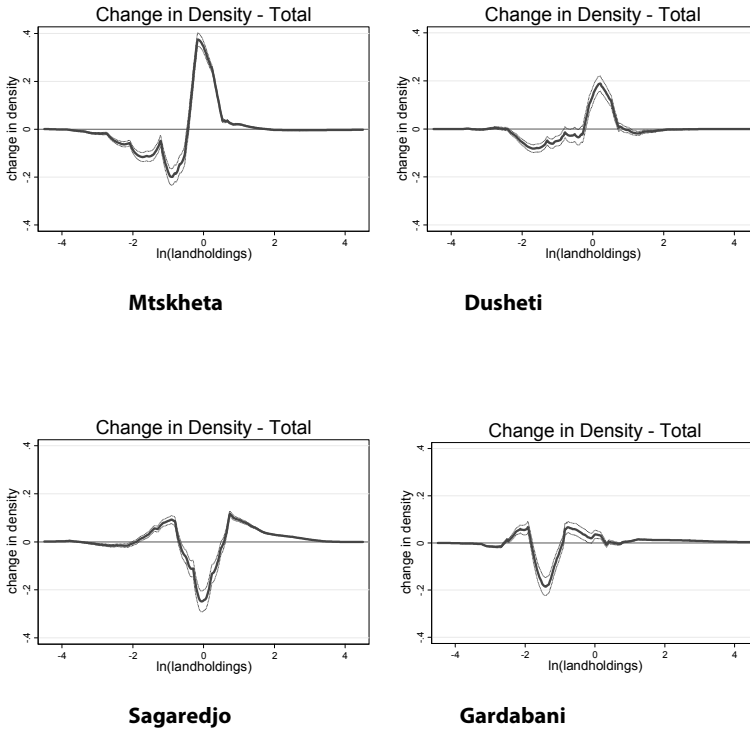 Change in Density - Total
change in density
.4
.2
0
-.2
-.4
-4
-2
0
2
4
ln(landholdings)
Mtskheta
Change in Density - Total
change in density
.4
.2
0
-.2
-.4
-4
-2
0
2
4
ln(landholdings)
Dusheti
Change in Density - Total
change in density
.4
.2
0
-.2
-.4
-4
-2
0
2
4
ln(landholdings)
Sagaredjo
Change in Density - Total
change in density
.4
.2
0
-.2
-.4
-4
-2
0
2
4
ln(landholdings)
Gardabani